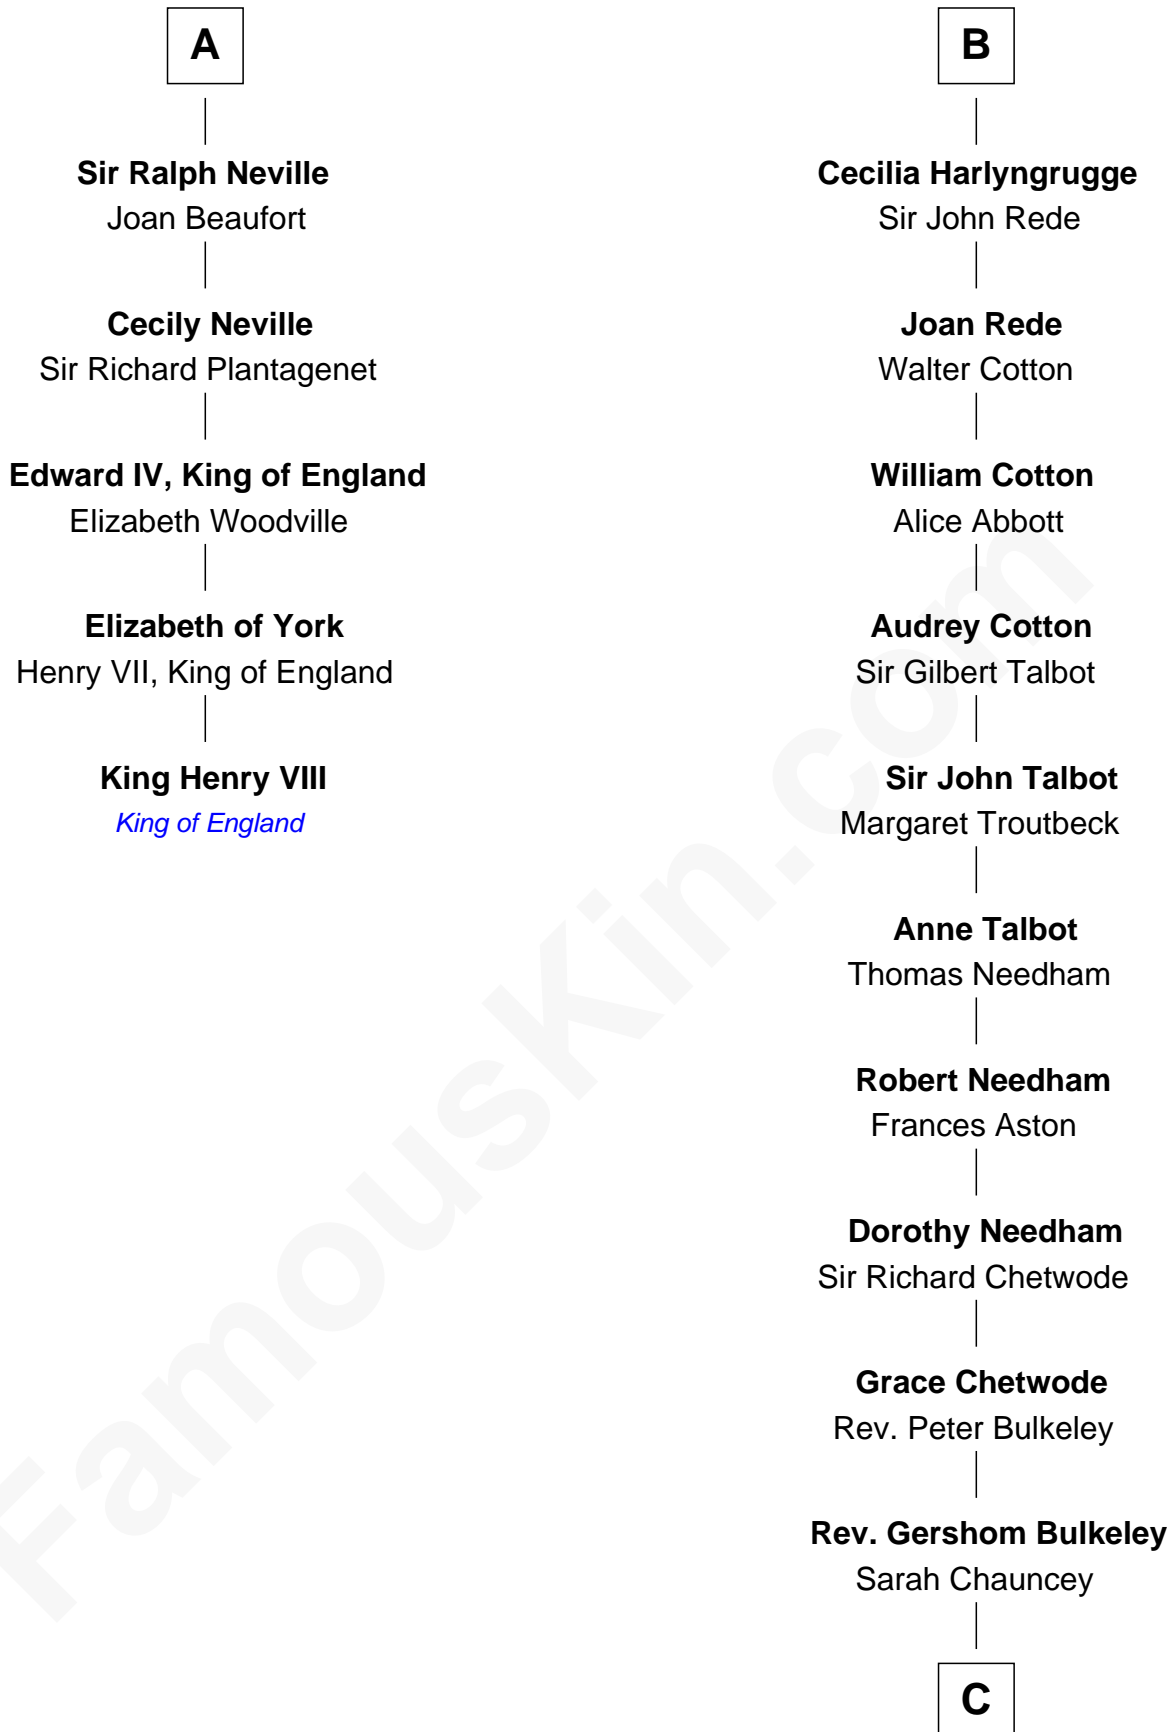 A
Sir Ralph Neville
Joan Beaufort
Cecily Neville
Sir Richard Plantagenet
Edward IV, King of England
Elizabeth Woodville
Elizabeth of York
Henry VII, King of England
King Henry VIII
King of England
B
Cecilia Harlyngrugge
Sir John Rede
Joan Rede
Walter Cotton
William Cotton
Alice Abbott
Audrey Cotton
Sir Gilbert Talbot
Sir John Talbot
Margaret Troutbeck
Anne Talbot
Thomas Needham
Robert Needham
Frances Aston
Dorothy Needham
Sir Richard Chetwode
Grace Chetwode
Rev. Peter Bulkeley
Rev. Gershom Bulkeley
Sarah Chauncey
C
FamousKin.com